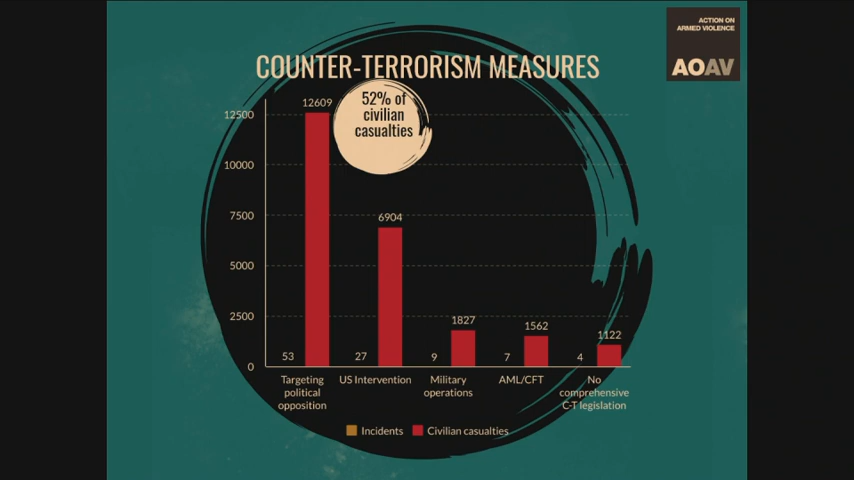 ACTION ON
ARMED VIOLENCE
AOAV
COUNTER-TERRORISM MEASURES
52% of
civilian
casualties
12500
10000
7500
5000
2500
0
12609
6904
1827
1562
1122
53
27
9
7
4
Targeting
political
opposition
US Intervention
Military
operations
AML/CFT
No
comprehensive
C-T legislation
Incidents
Civilian casualties